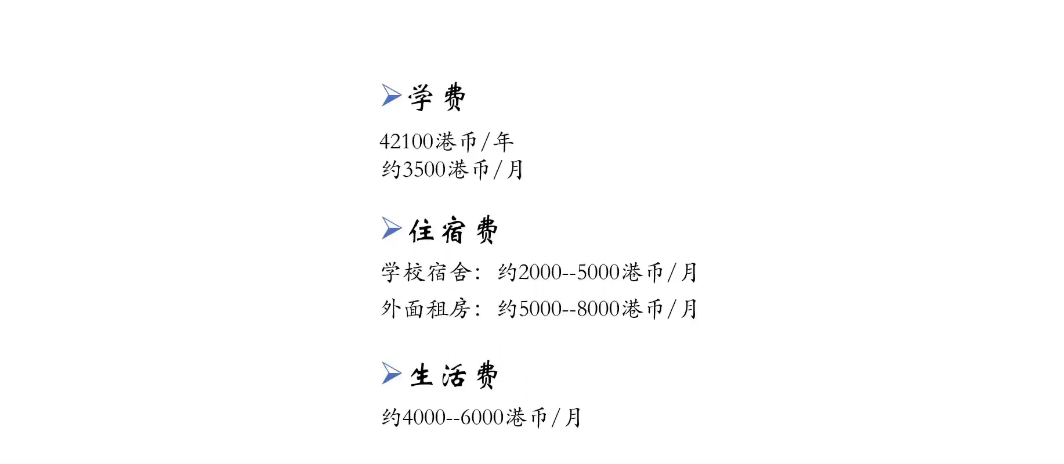 学费
42100港币/年
约3500港币/月
住宿费
学校宿舍：约2000--5000港币/月
外面租房：约5000--8000港币/月
生活费
约4000--6000港币/月